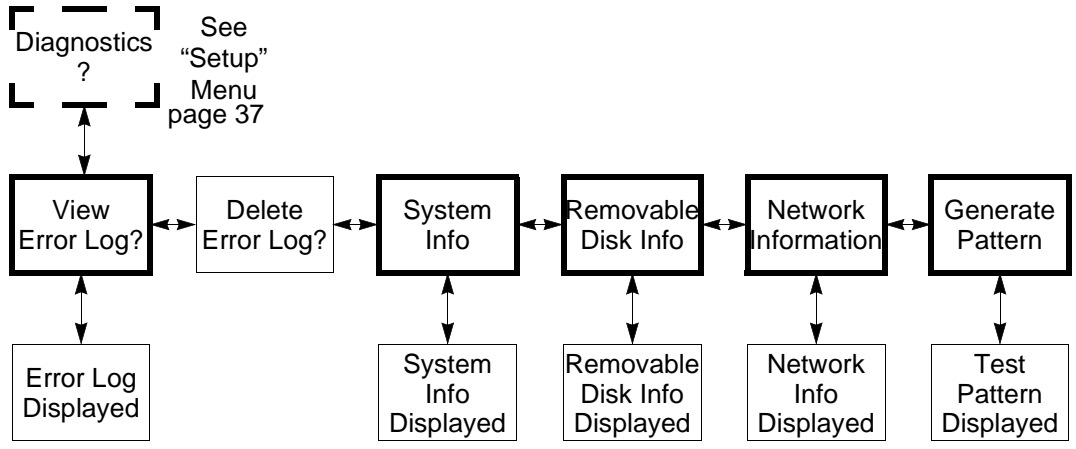 Diagnostics
?
See
“Setup”
Menu
page 37
View
Error Log?
Delete
Error Log?
System
Info
Removable
Disk Info
Network
Information
Generate
Pattern
Error Log
Displayed
System
Info
Displayed
Removable
Disk Info
Displayed
Network
Info
Displayed
Test
Pattern
Displayed